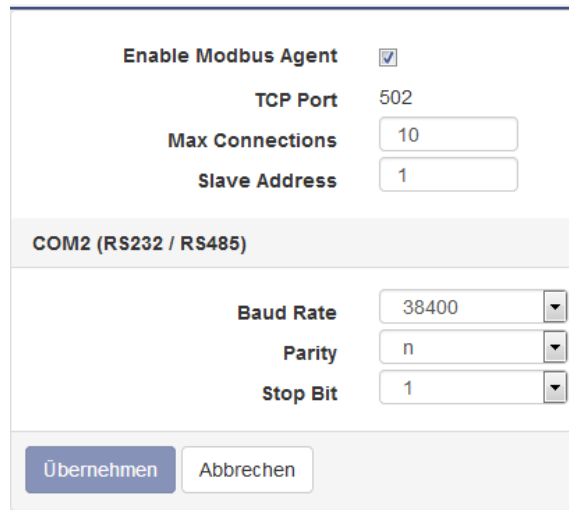 Enable Modbus Agent
TCP Port 502
Max Connections 10
Slave Address 1
COM2 (RS232 / RS485)
Baud Rate 38400
Parity n
Stop Bit 1
Übernehmen Abbrechen